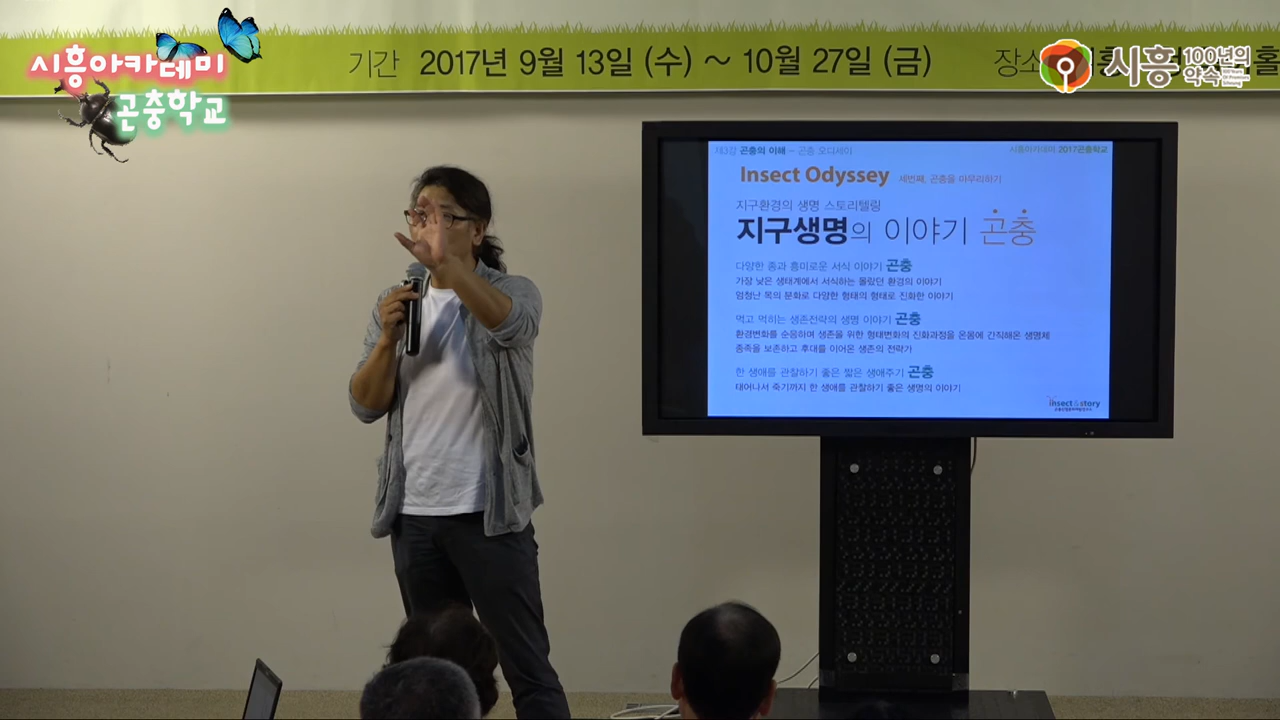 시흥아카데미
곤충학교
기간 2017년 9월 13일 (수) ~ 10월 27일 (금)
장소
시흥 100년의 약속
제3강 곤충의 이해 - 곤충 오디세이
시흥아카데미 2017곤충학교
Insect Odyssey 세번째, 곤충을 마무리하기
지구환경의 생명 스토리텔링
지구생명의 이야기 곤충
다양한 종과 흥미로운 서식 이야기 곤충
가장 낮은 생태계에서 서식하는 몰랐던 환경의 이야기
엄청난 목의 분화로 다양한 형태의 형태로 진화한 이야기
먹고 먹히는 생존전략의 생명 이야기 곤충
환경변화를 순응하며 생존을 위한 형태변화의 진화과정을 온몸에 간직해온 생명체
종족을 보존하고 후대를 이어온 생존의 전략가
한 생애를 관찰하기 좋은 짧은 생애주기 곤충
태어나서 죽기까지 한 생애를 관찰하기 좋은 생명의 이야기
insect&story